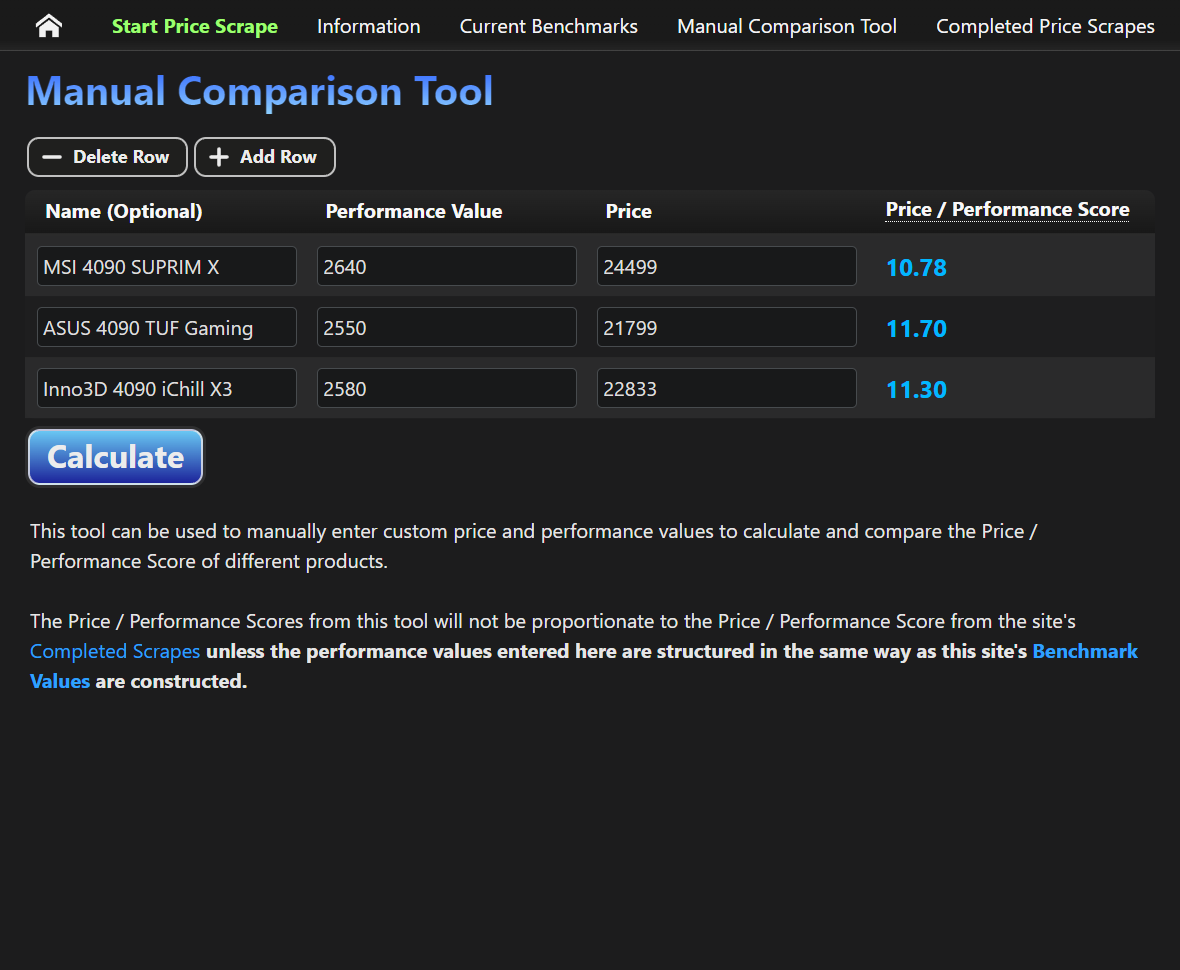 Start Price Scrape Information Current Benchmarks Manual Comparison Tool Completed Price Scrapes
Manual Comparison Tool
Delete Row Add Row
Name (Optional) Performance Value Price Price / Performance Score
MSI 4090 SUPRIM X 2640 24499 10.78
ASUS 4090 TUF Gaming 2550 21799 11.70
Inno3D 4090 iChill X3 2580 22833 11.30
Calculate
This tool can be used to manually enter custom price and performance values to calculate and compare the Price /
Performance Score of different products.
The Price / Performance Scores from this tool will not be proportionate to the Price / Performance Score from the site's
Completed Scrapes unless the performance values entered here are structured in the same way as this site's Benchmark
Values are constructed.